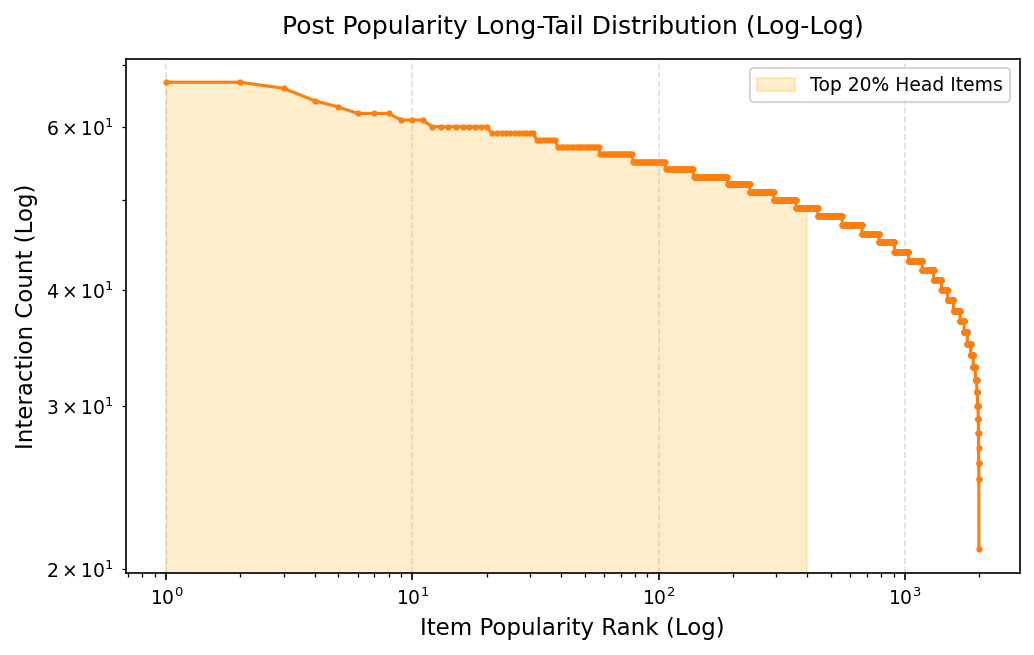 Post Popularity Long-Tail Distribution (Log-Log)
Top 20% Head Items
Interaction Count (Log)
6 × 10¹
4 × 10¹
3 × 10¹
2 × 10¹
10⁰ 10¹ 10² 10³
Item Popularity Rank (Log)